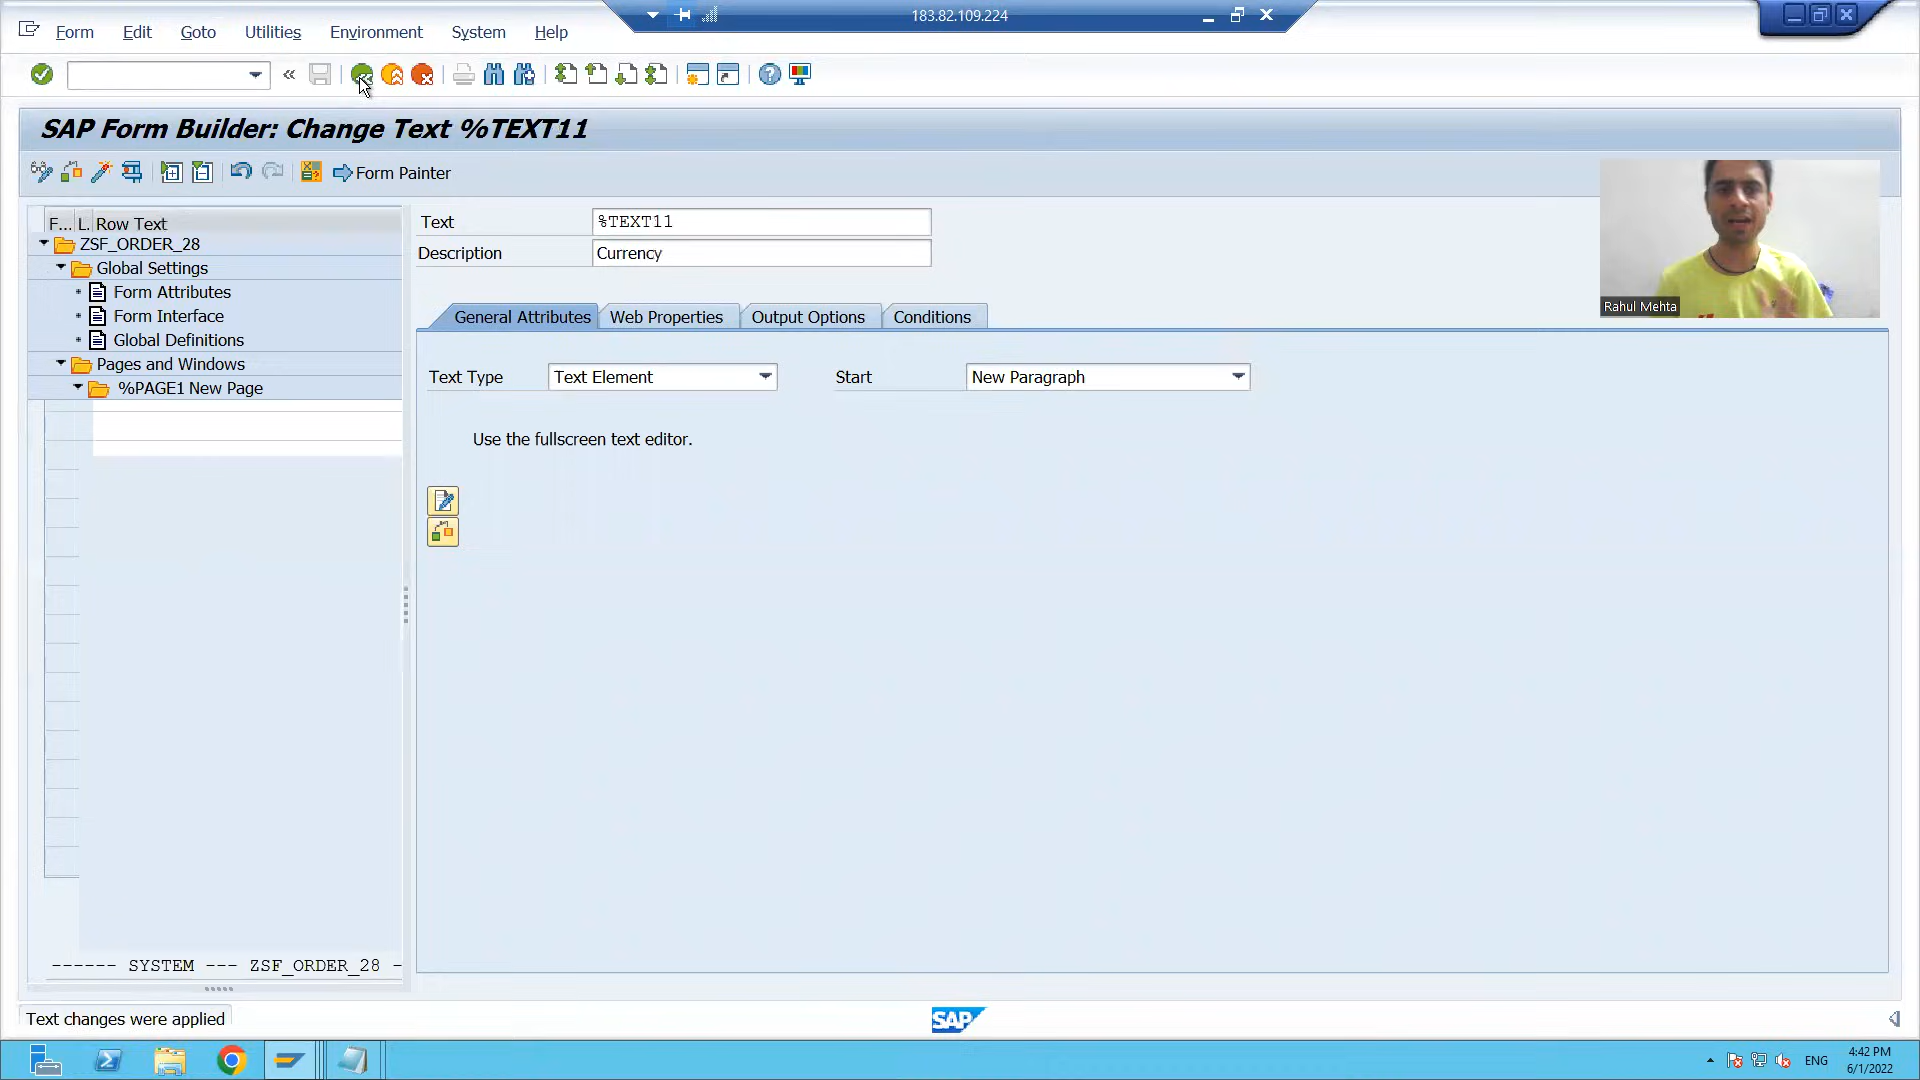 183.82.109.224
Form Edit Goto Utilities Environment System Help
SAP Form Builder: Change Text %TEXT11
Form Painter
F... L. Row Text
ZSF_ORDER_28
Global Settings
Form Attributes
Form Interface
Global Definitions
Pages and Windows
%PAGE1 New Page
------ SYSTEM --- ZSF_ORDER_28 -
Text %TEXT11
Description Currency
General Attributes Web Properties Output Options Conditions
Text Type Text Element Start New Paragraph
Use the fullscreen text editor.
Rahul Mehta
Text changes were applied
SAP
ENG
4:42 PM
6/1/2022